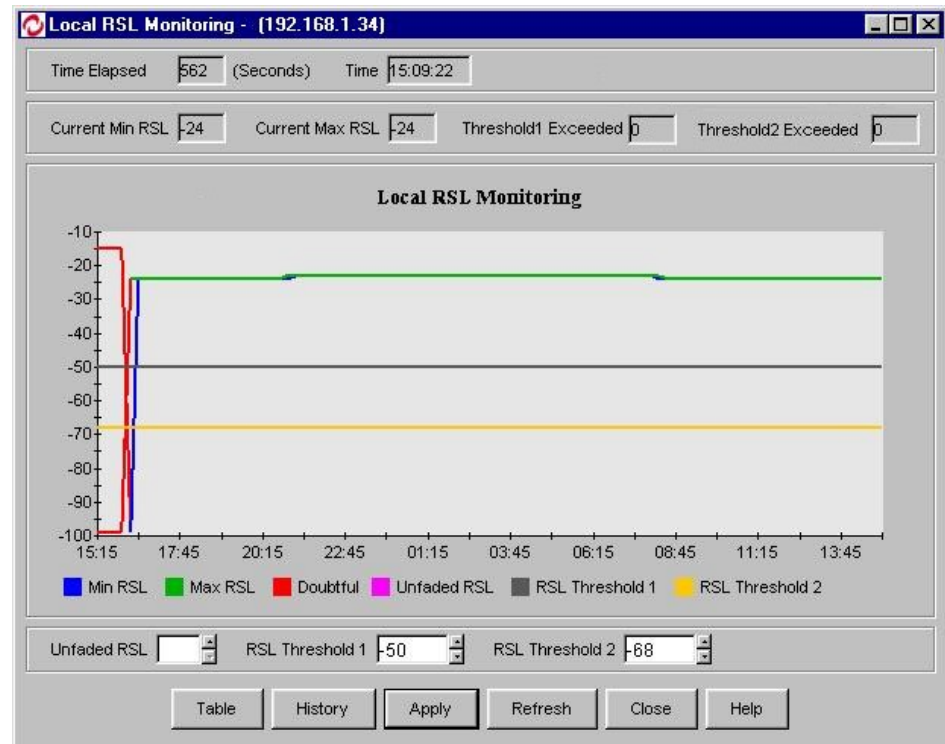 Local RSL Monitoring - (192.168.1.34)
Time Elapsed 562 (Seconds) Time 15:09:22
Current Min RSL -24 Current Max RSL -24 Threshold1 Exceeded 0 Threshold2 Exceeded 0
Local RSL Monitoring
-10
-20
-30
-40
-50
-60
-70
-80
-90
-100
15:15 17:45 20:15 22:45 01:15 03:45 06:15 08:45 11:15 13:45
Min RSL Max RSL Doubtful Unfaded RSL RSL Threshold 1 RSL Threshold 2
Unfaded RSL RSL Threshold 1 -50 RSL Threshold 2 -68
Table History Apply Refresh Close Help